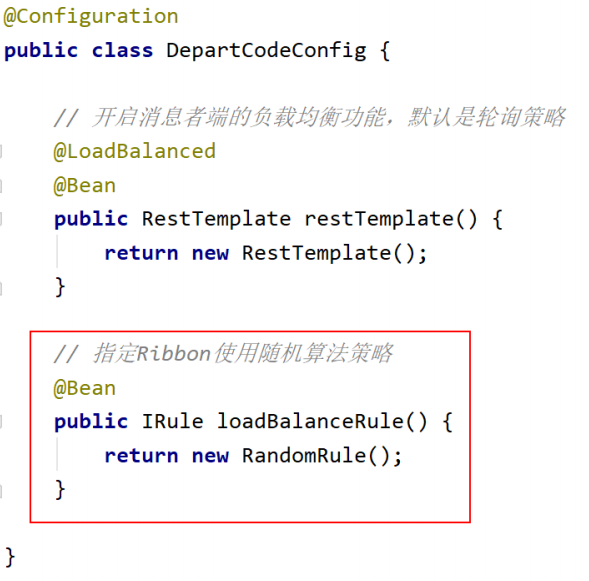 @Configuration
public class DepartCodeConfig {
// 开启消息者端的负载均衡功能，默认是轮询策略
@LoadBalanced
@Bean
public RestTemplate restTemplate() {
return new RestTemplate();
}
// 指定Ribbon使用随机算法策略
@Bean
public IRule loadBalanceRule() {
return new RandomRule();
}
}